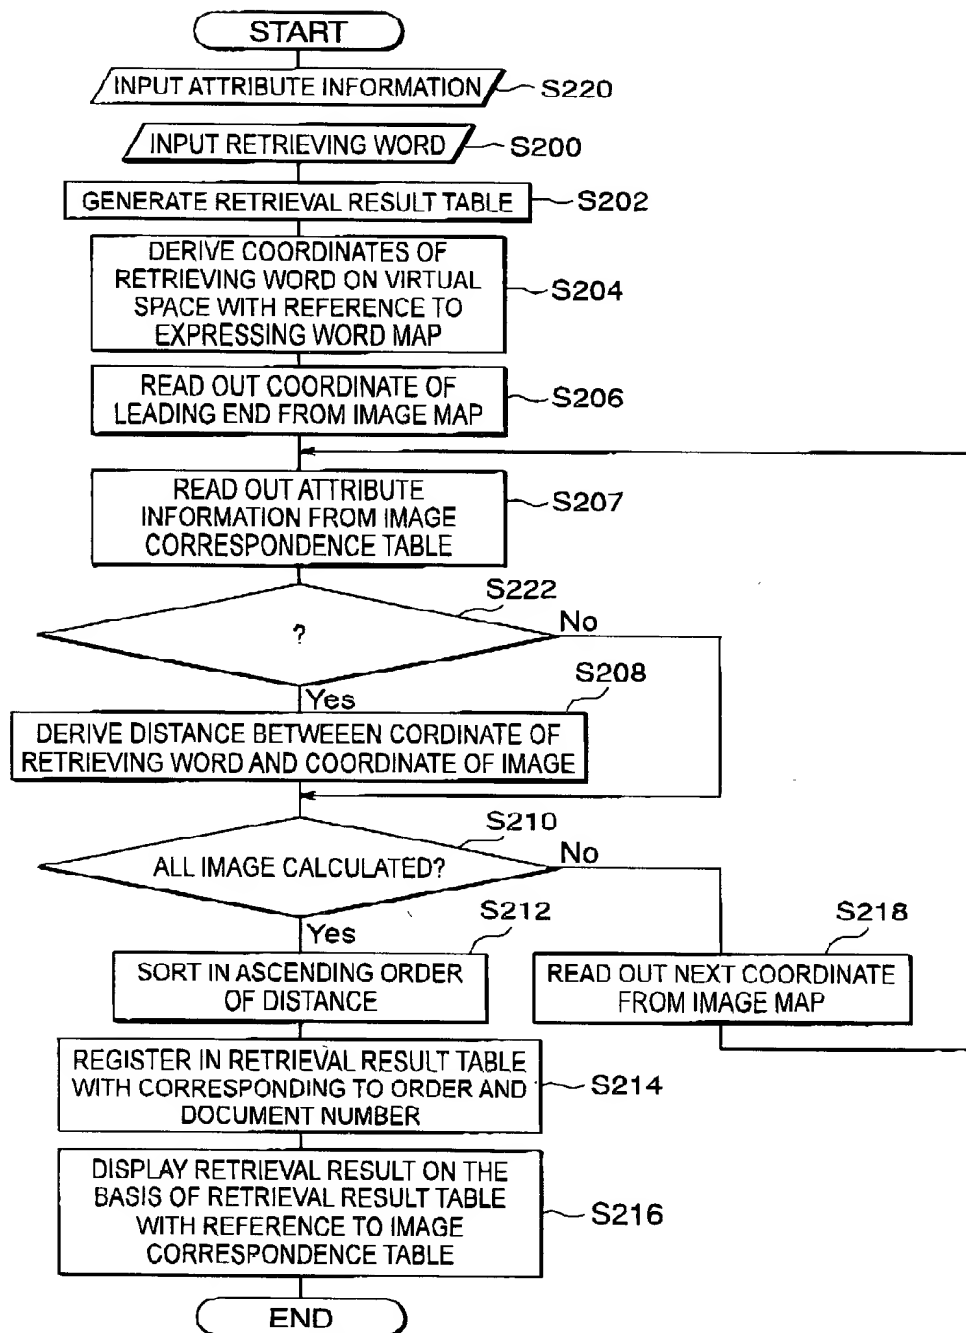 START
INPUT ATTRIBUTE INFORMATION
S220
INPUT RETRIEVING WORD
S200
GENERATE RETRIEVAL RESULT TABLE
S202
DERIVE COORDINATES OF
RETRIEVING WORD ON VIRTUAL
SPACE WITH REFERENCE TO
EXPRESSING WORD MAP
S204
READ OUT COORDINATE OF
LEADING END FROM IMAGE MAP
S206
READ OUT ATTRIBUTE
INFORMATION FROM IMAGE
CORRESPONDENCE TABLE
S207
S222
?
No
Yes
S208
DERIVE DISTANCE BETWEEEN CORDINATE OF
RETRIEVING WORD AND COORDINATE OF IMAGE
S210
ALL IMAGE CALCULATED?
No
Yes
S212
SORT IN ASCENDING ORDER
OF DISTANCE
S218
READ OUT NEXT COORDINATE
FROM IMAGE MAP
REGISTER IN RETRIEVAL RESULT TABLE
WITH CORRESPONDING TO ORDER AND
DOCUMENT NUMBER
S214
DISPLAY RETRIEVAL RESULT ON THE
BASIS OF RETRIEVAL RESULT TABLE
WITH REFERENCE TO IMAGE
CORRESPONDENCE TABLE
S216
END